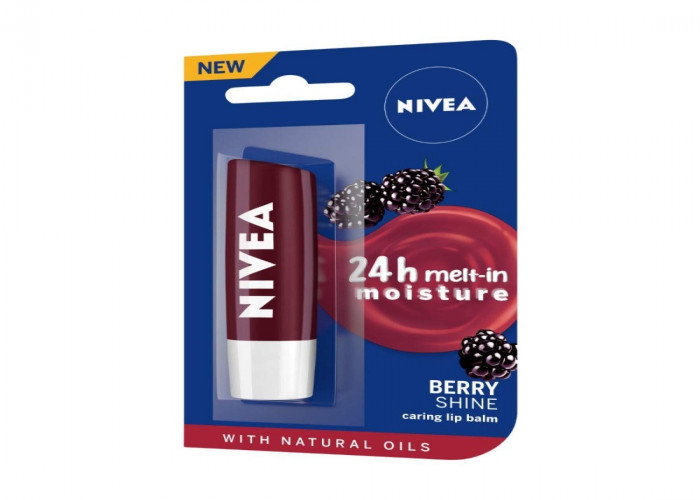 NEW
NIVEA
NIVEA
24h melt-in
moisture
BERRY
SHINE
caring lip balm
WITH NATURAL OILS